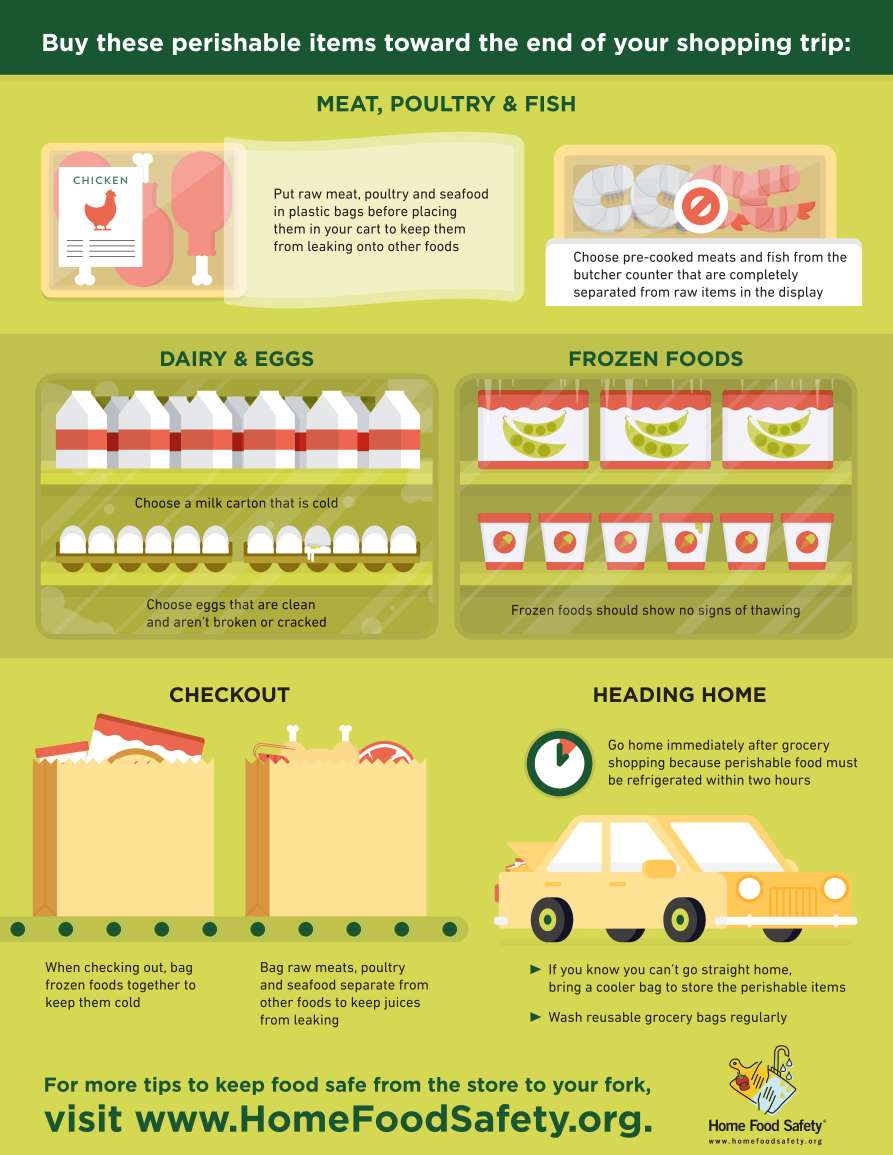 Buy these perishable items toward the end of your shopping trip:
MEAT, POULTRY & FISH
CHICKEN
Put raw meat, poultry and seafood
in plastic bags before placing
them in your cart to keep them
from leaking onto other foods
Choose pre-cooked meats and fish from the
butcher counter that are completely
separated from raw items in the display
DAIRY & EGGS
Choose a milk carton that is cold
Choose eggs that are clean
and aren't broken or cracked
FROZEN FOODS
Frozen foods should show no signs of thawing
CHECKOUT
When checking out, bag
frozen foods together to
keep them cold
Bag raw meats, poultry
and seafood separate from
other foods to keep juices
from leaking
HEADING HOME
Go home immediately after grocery
shopping because perishable food must
be refrigerated within two hours
► If you know you can't go straight home,
bring a cooler bag to store the perishable items
► Wash reusable grocery bags regularly
For more tips to keep food safe from the store to your fork,
visit www.HomeFoodSafety.org.
Home Food Safety®
www.homefoodsafety.org